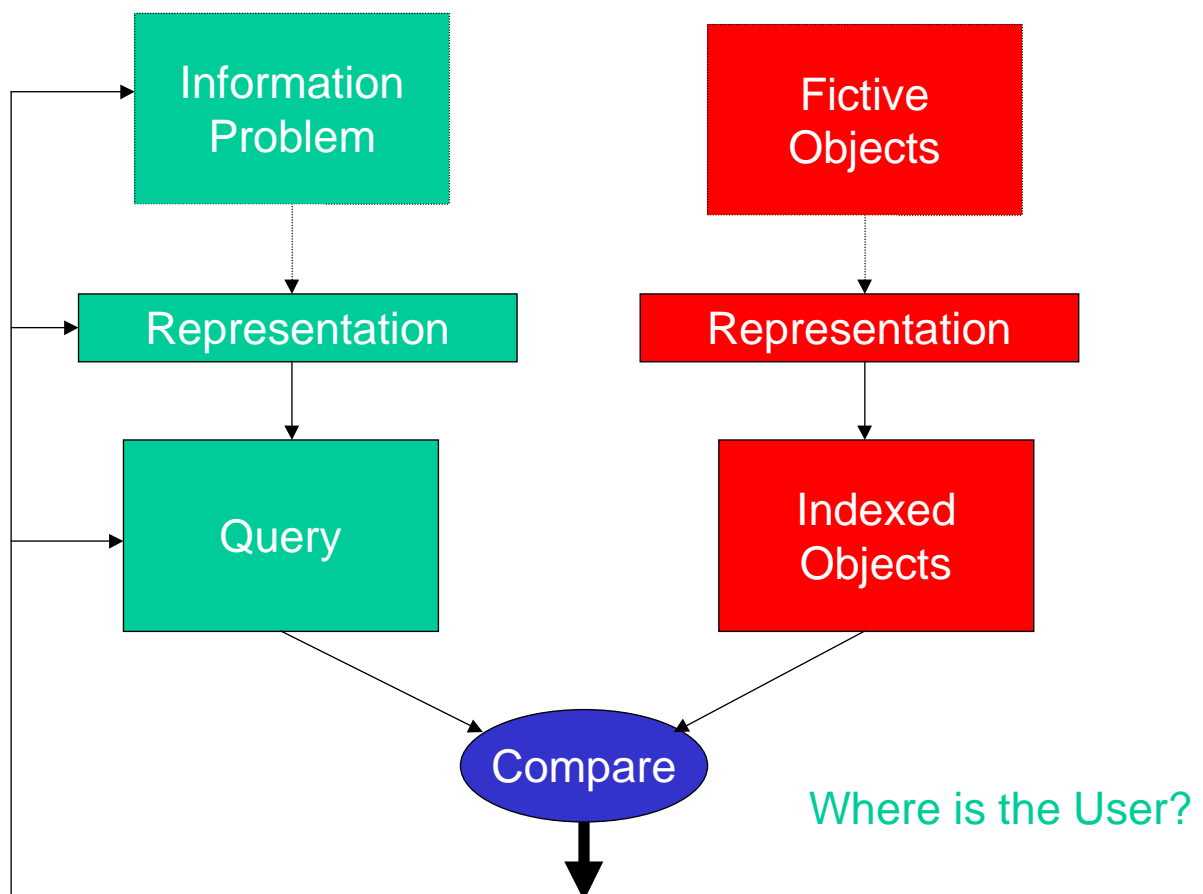 Information
Problem
Fictive
Objects
Representation
Representation
Query
Indexed
Objects
Compare
Where is the User?